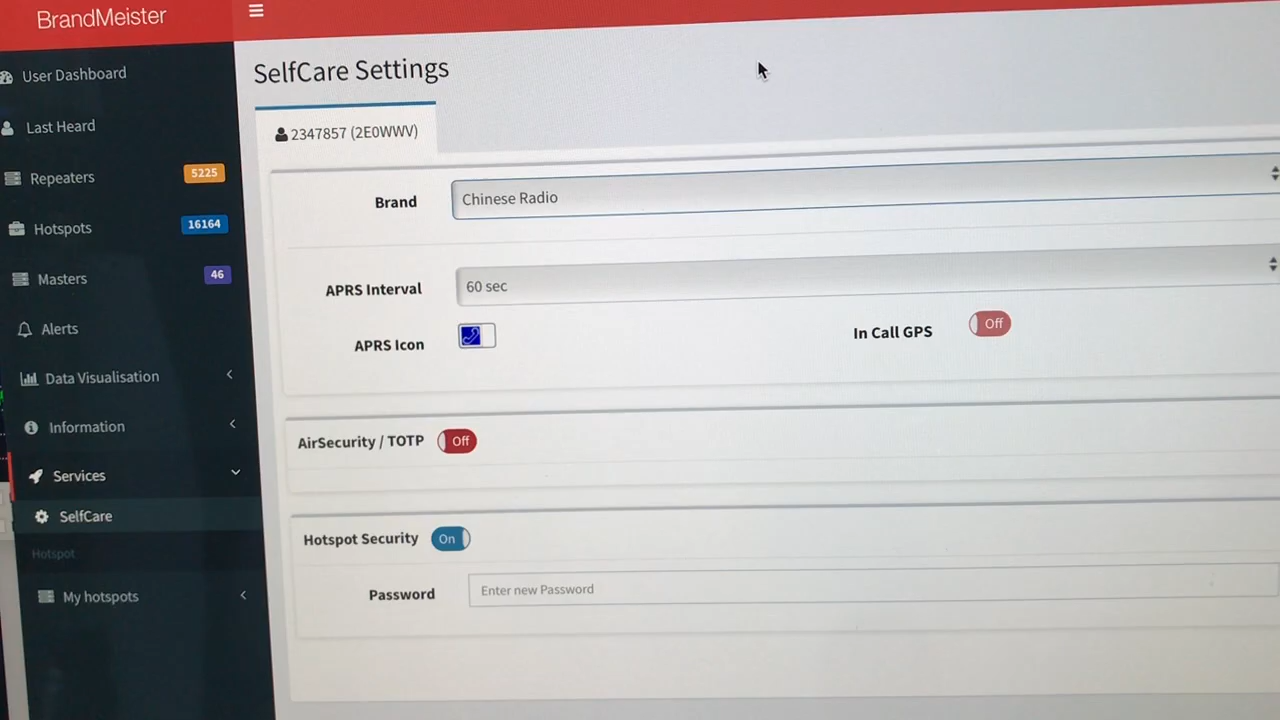 BrandMeister
User Dashboard
Last Heard
Repeaters 5225
Hotspots 16164
Masters 46
Alerts
Data Visualisation
Information
Services
SelfCare
Hotspot
My hotspots
SelfCare Settings
2347857 (2E0WWV)
Brand Chinese Radio
APRS Interval 60 sec
APRS Icon In Call GPS Off
AirSecurity / TOTP Off
Hotspot Security On
Password Enter new Password